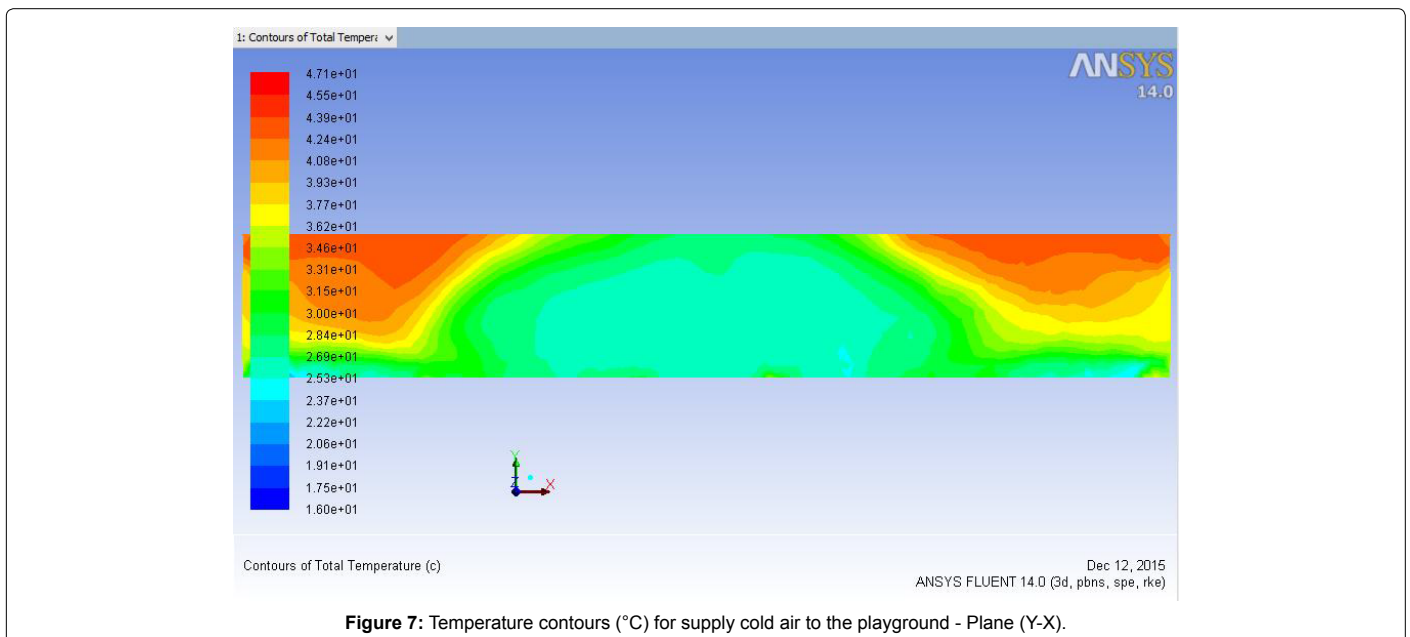 1: Contours of Total Tempera
ANSYS
14.0
4.71e+01
4.55e+01
4.39e+01
4.24e+01
4.08e+01
3.93e+01
3.77e+01
3.62e+01
3.46e+01
3.31e+01
3.15e+01
3.00e+01
2.84e+01
2.69e+01
2.53e+01
2.37e+01
2.22e+01
2.06e+01
1.91e+01
1.75e+01
1.60e+01
Y
Z
X
Contours of Total Temperature (c)
Dec 12, 2015
ANSYS FLUENT 14.0 (3d, pbns, spe, rke)
Figure 7: Temperature contours (°C) for supply cold air to the playground - Plane (Y-X).